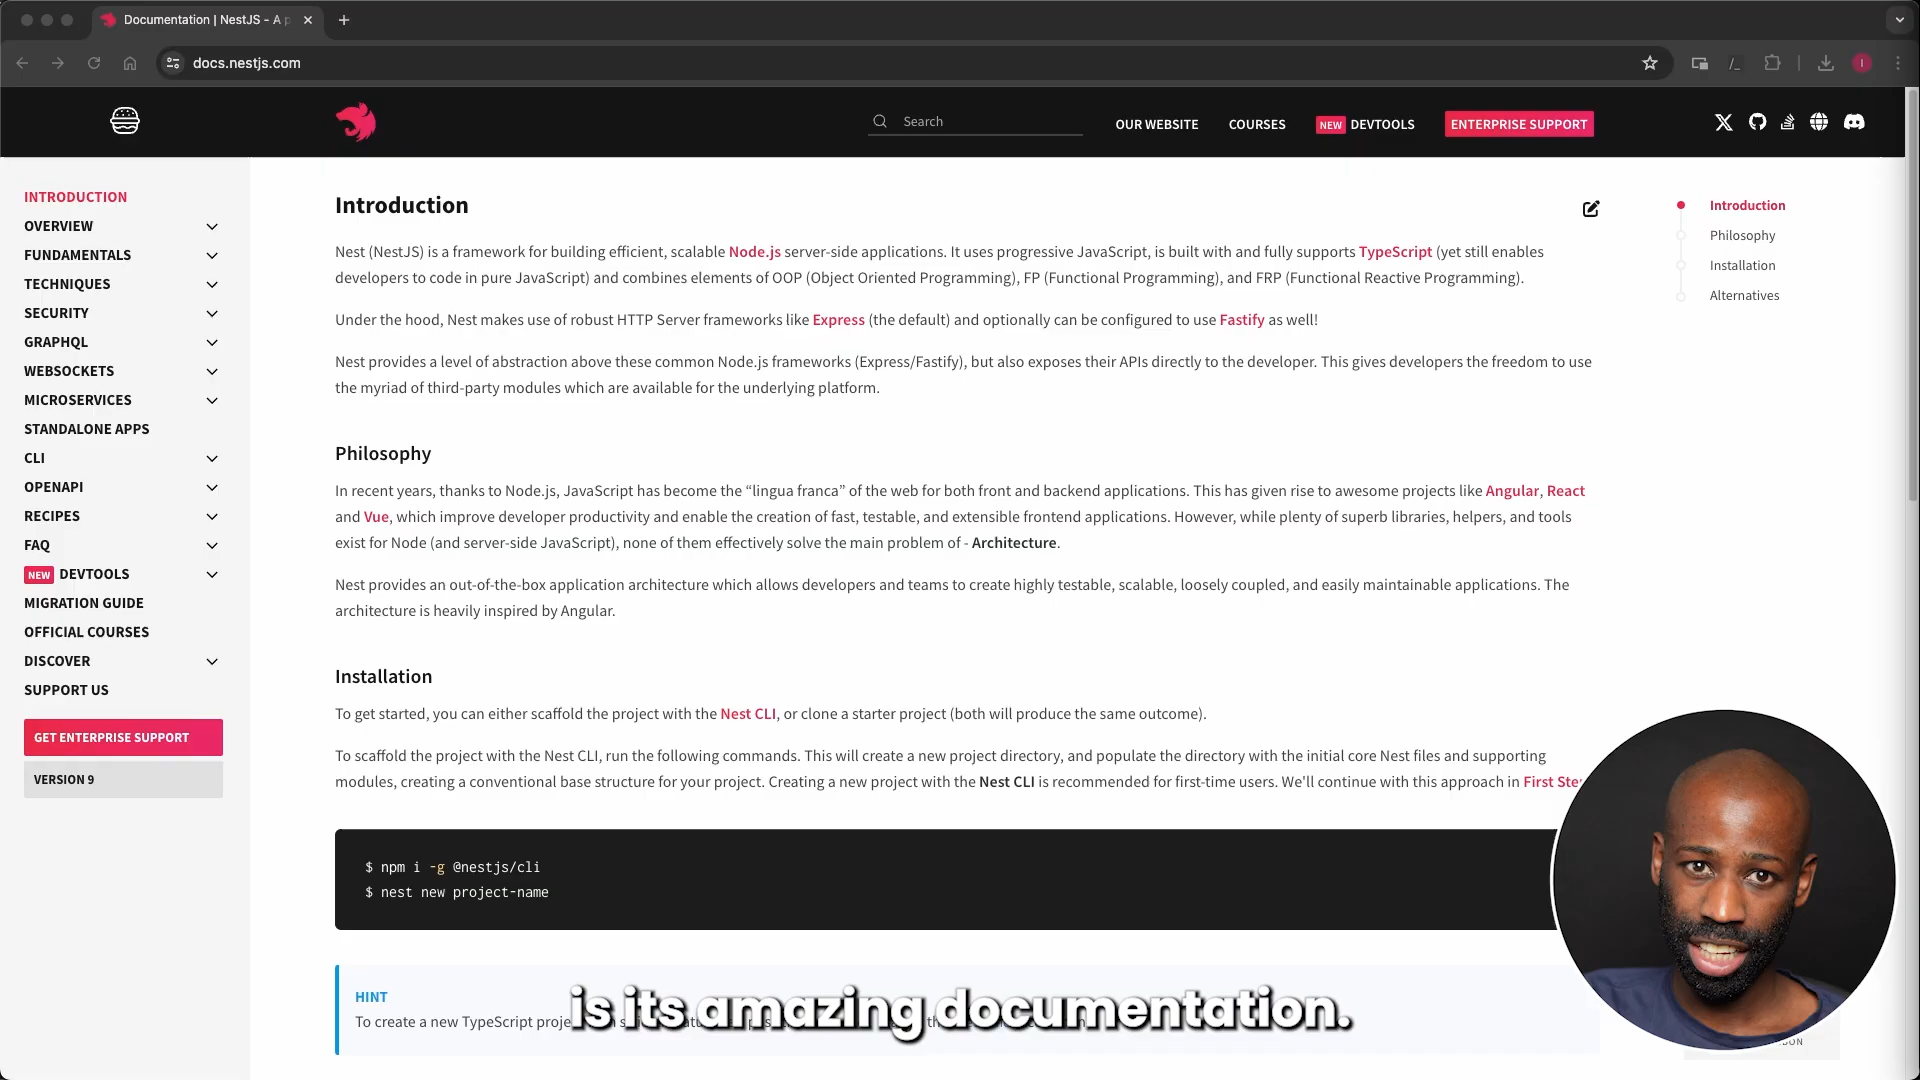 Documentation | NestJS - A p
docs.nestjs.com
I
Search
OUR WEBSITE
COURSES
NEW DEVTOOLS
ENTERPRISE SUPPORT
INTRODUCTION
OVERVIEW
FUNDAMENTALS
TECHNIQUES
SECURITY
GRAPHQL
WEBSOCKETS
MICROSERVICES
STANDALONE APPS
CLI
OPENAPI
RECIPES
FAQ
NEW DEVTOOLS
MIGRATION GUIDE
OFFICIAL COURSES
DISCOVER
SUPPORT US
GET ENTERPRISE SUPPORT
VERSION 9
Introduction
Nest (NestJS) is a framework for building efficient, scalable Node.js server-side applications. It uses progressive JavaScript, is built with and fully supports TypeScript (yet still enables
developers to code in pure JavaScript) and combines elements of OOP (Object Oriented Programming), FP (Functional Programming), and FRP (Functional Reactive Programming).
Under the hood, Nest makes use of robust HTTP Server frameworks like Express (the default) and optionally can be configured to use Fastify as well!
Nest provides a level of abstraction above these common Node.js frameworks (Express/Fastify), but also exposes their APIs directly to the developer. This gives developers the freedom to use
the myriad of third-party modules which are available for the underlying platform.
Philosophy
In recent years, thanks to Node.js, JavaScript has become the “lingua franca” of the web for both front and backend applications. This has given rise to awesome projects like Angular, React
and Vue, which improve developer productivity and enable the creation of fast, testable, and extensible frontend applications. However, while plenty of superb libraries, helpers, and tools
exist for Node (and server-side JavaScript), none of them effectively solve the main problem of - Architecture.
Nest provides an out-of-the-box application architecture which allows developers and teams to create highly testable, scalable, loosely coupled, and easily maintainable applications. The
architecture is heavily inspired by Angular.
Installation
To get started, you can either scaffold the project with the Nest CLI, or clone a starter project (both will produce the same outcome).
To scaffold the project with the Nest CLI, run the following commands. This will create a new project directory, and populate the directory with the initial core Nest files and supporting
modules, creating a conventional base structure for your project. Creating a new project with the Nest CLI is recommended for first-time users. We'll continue with this approach in First Ste
$ npm i -g @nestjs/cli
$ nest new project-name
HINT
To create a new TypeScript proje
is its amazing documentation.
Introduction
Philosophy
Installation
Alternatives